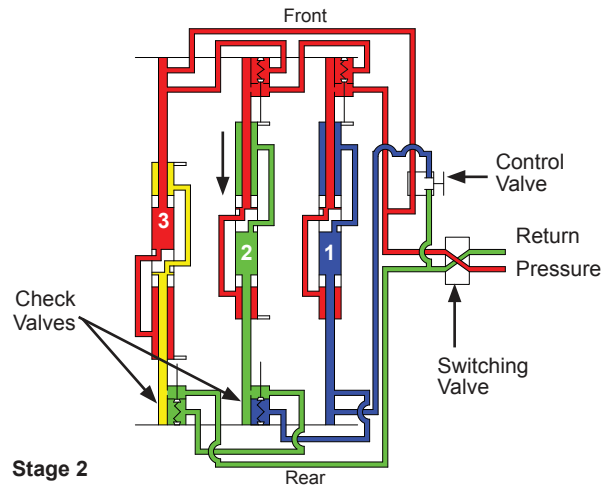 Front
3
2
1
Control
Valve
Return
Pressure
Check
Valves
Switching
Valve
Stage 2
Rear